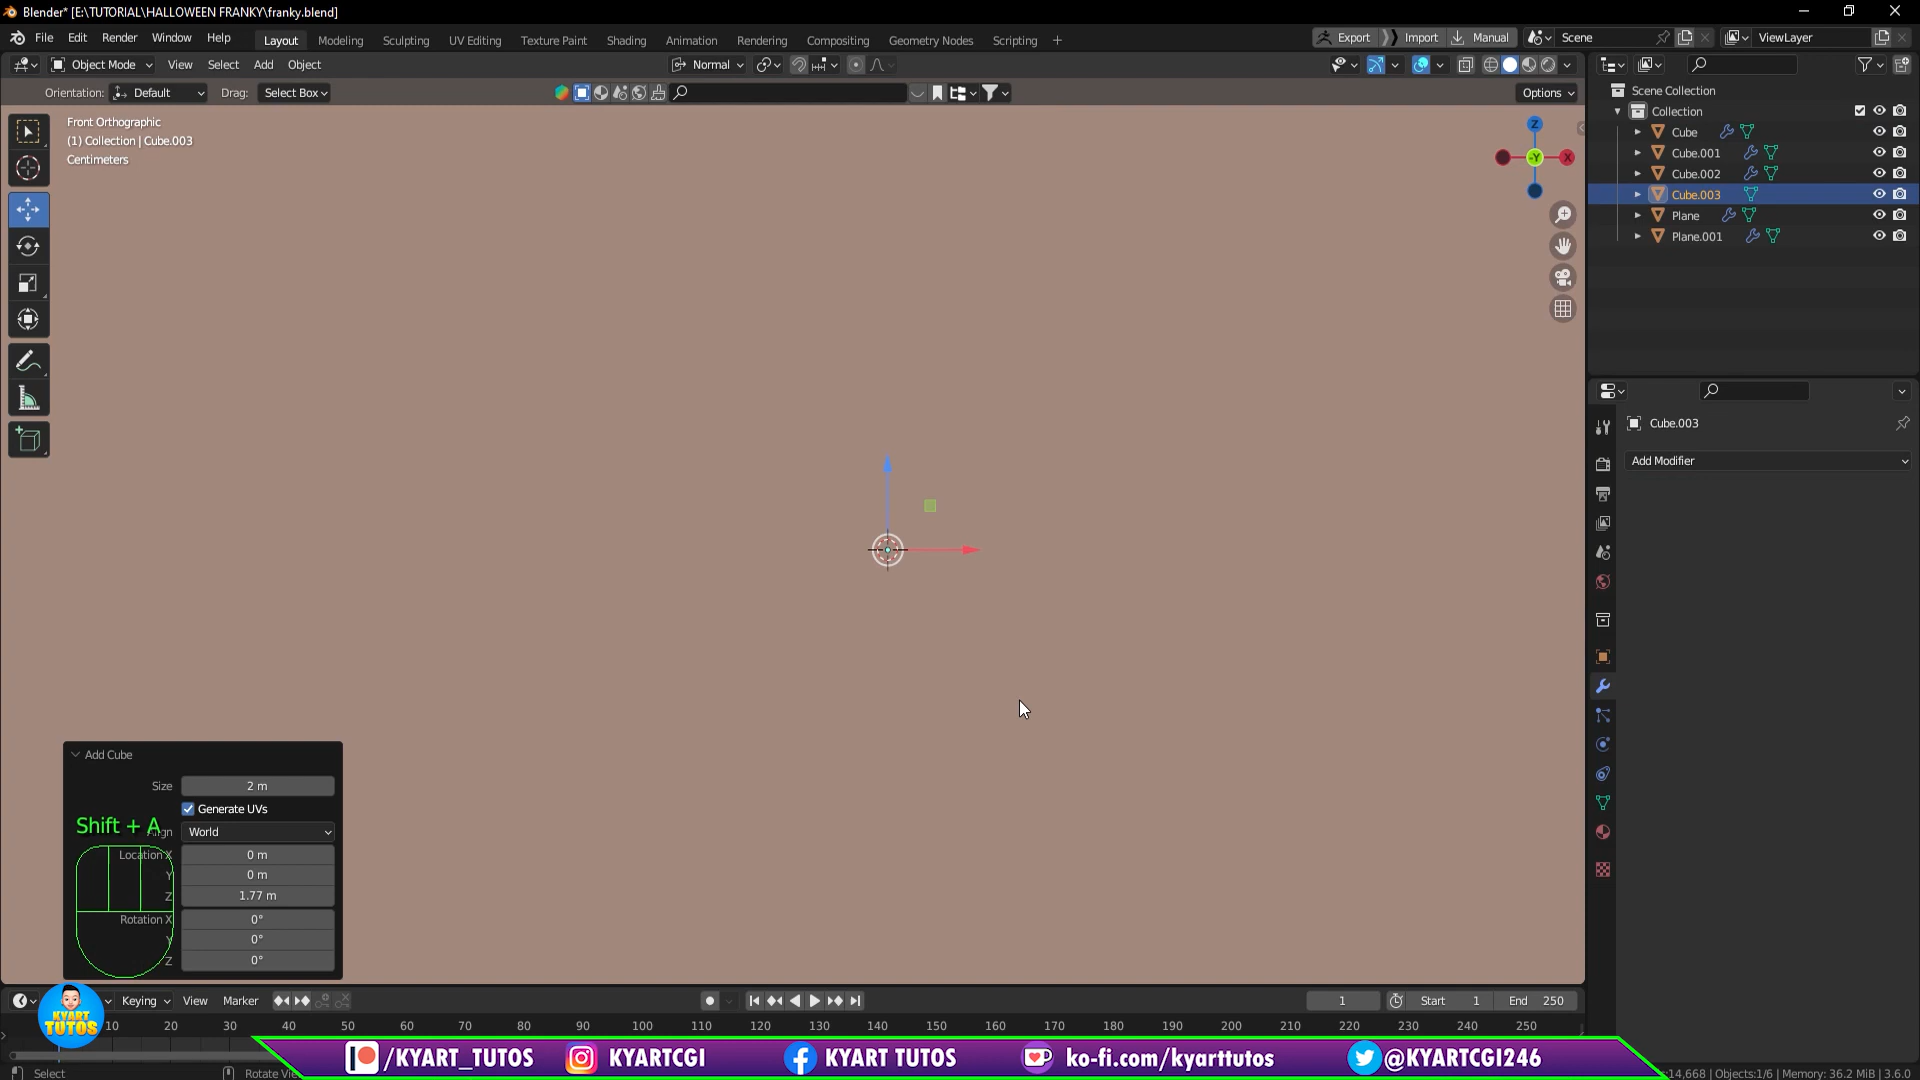 Blender* [E:\TUTORIAL\HALLOWEEN FRANKY\franky.blend]
File Edit Render Window Help Layout Modeling Sculpting UV Editing Texture Paint Shading Animation Rendering Compositing Geometry Nodes Scripting + Export Import Manual Scene ViewLayer
Object Mode View Select Add Object Normal
Orientation: Default Drag: Select Box Options
Front Orthographic
(1) Collection | Cube.003
Centimeters
Z
-Y
X
Scene Collection
Collection
Cube
Cube.001
Cube.002
Cube.003
Plane
Plane.001
Cube.003
Add Modifier
Add Cube
Size 2 m
Generate UVs
Shift + A
World
Location X 0 m
Y 0 m
Z 1.77 m
Rotation X 0°
Y 0°
Z 0°
Keying View Marker 1 Start 1 End 250
10 20 30 40 50 60 70 80 90 100 110 120 130 140 150 160 170 180 190 200 210 220 230 240 250
KYART TUTOS
/KYART_TUTOS KYARTCGI KYART TUTOS ko-fi.com/kyarttutos @KYARTCGI246
Select Rotate Vie :14,668 | Objects:1/6 | Memory: 36.2 MiB | 3.6.0